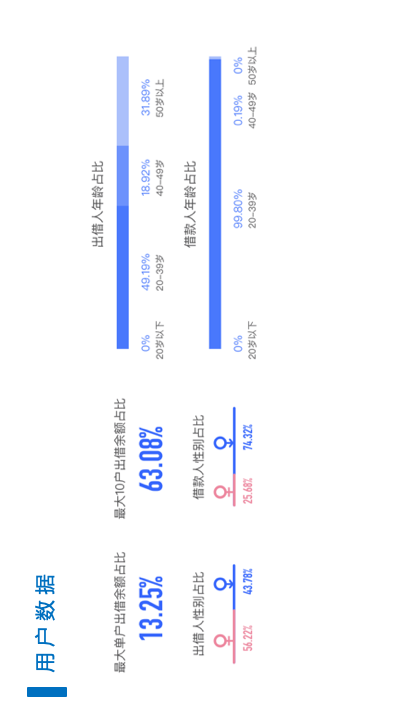 用户数据
最大单户出借余额占比
13.25%
最大10户出借余额占比
63.08%
出借人性别占比
56.22%
43.78%
借款人性别占比
25.68%
74.32%
出借人年龄占比
0%
49.19%
18.92%
31.89%
20岁以下
20-39岁
40-49岁
50岁以上
借款人年龄占比
0%
99.80%
0.19%
0%
20岁以下
20-39岁
40-49岁
50岁以上